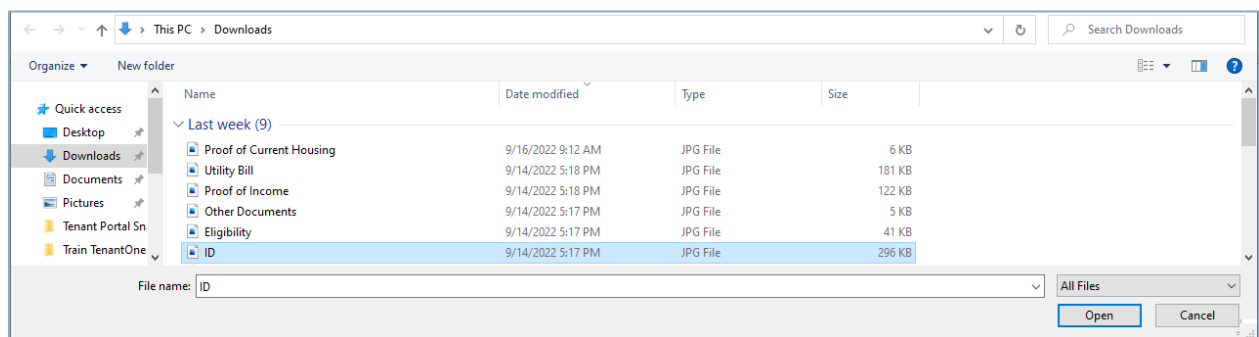 This PC > Downloads
Search Downloads
Organize
New folder
Name Date modified Type Size
Quick access
Desktop
Downloads
Documents
Pictures
Tenant Portal Sn
Train TenantOne
Last week (9)
Proof of Current Housing 9/16/2022 9:12 AM JPG File 6 KB
Utility Bill 9/14/2022 5:18 PM JPG File 181 KB
Proof of Income 9/14/2022 5:18 PM JPG File 122 KB
Other Documents 9/14/2022 5:17 PM JPG File 5 KB
Eligibility 9/14/2022 5:17 PM JPG File 41 KB
ID 9/14/2022 5:17 PM JPG File 296 KB
File name: ID
All Files
Open Cancel